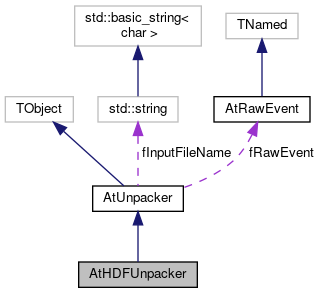 std::basic_string<
char >
TNamed
TObject
std::string
AtRawEvent
fInputFileName
fRawEvent
AtUnpacker
AtHDFUnpacker